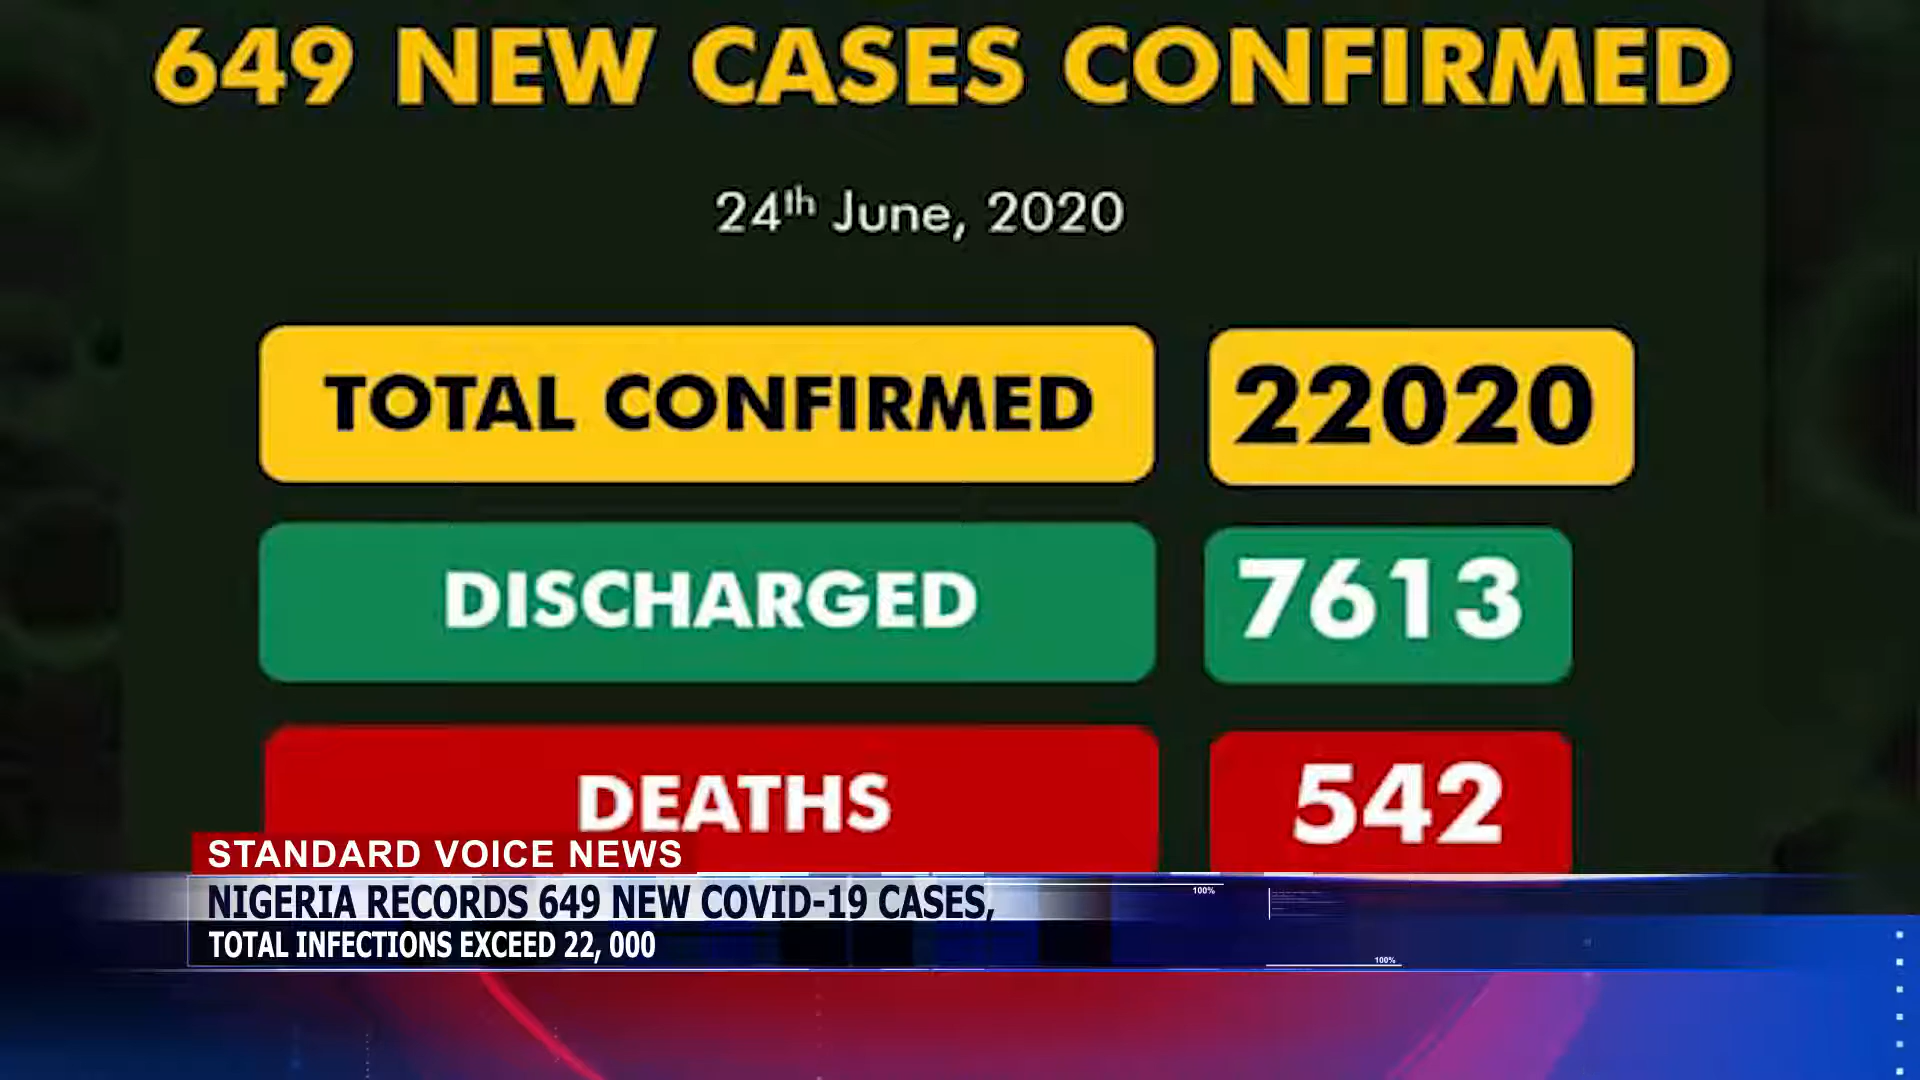 649 NEW CASES CONFIRMED
24th June, 2020
TOTAL CONFIRMED 22020
DISCHARGED 7613
DEATHS 542
STANDARD VOICE NEWS
NIGERIA RECORDS 649 NEW COVID-19 CASES,
100%
TOTAL INFECTIONS EXCEED 22, 000
100%